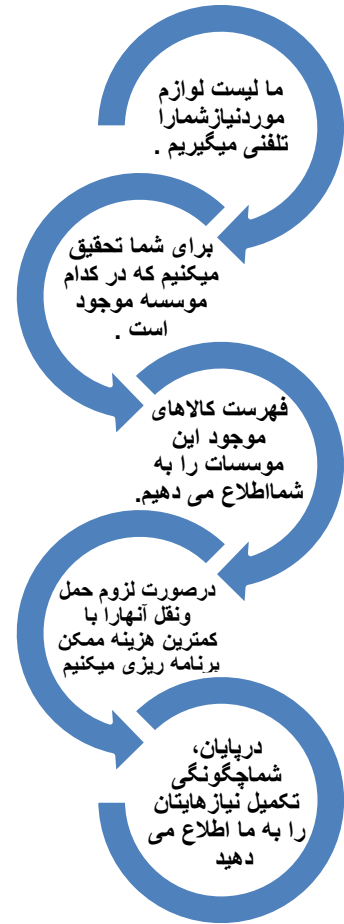 ما لیست لوازم
موردنیازشمارا
تلفنی میگیریم .
برای شما تحقیق
میکنیم که در کدام
موسسه موجود
است .
فهرست کالاهای
موجود این
موسسات را به
شمااطلاع می دهیم.
درصورت لزوم حمل
ونقل آنهارا با
کمترین هزینه ممکن
برنامه ریزی میکنیم
درپایان،
شماچگونگی
تکمیل نیازهایتان
را به ما اطلاع می
دهید